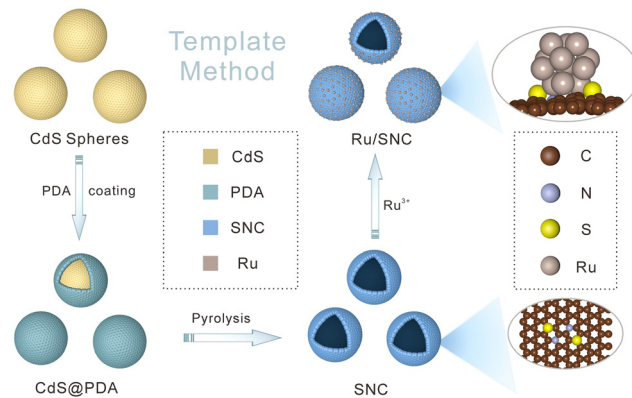 Template
Method
CdS Spheres
PDA coating
CdS
PDA
SNC
Ru
Ru/SNC
Ru³⁺
C
N
S
Ru
Pyrolysis
CdS@PDA
SNC